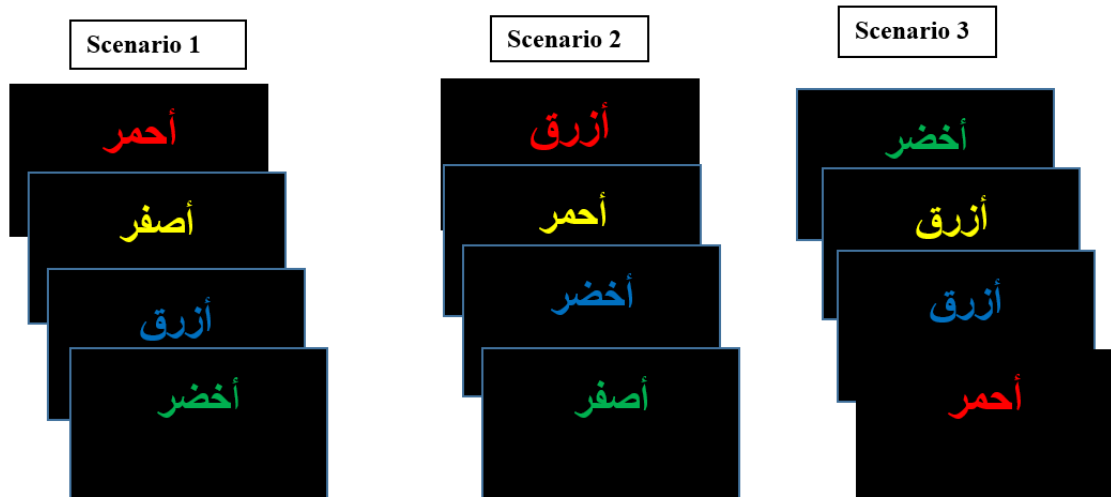 Scenario 1
أحمر
أصفر
أزرق
أخضر
Scenario 2
أزرق
أحمر
أخضر
أصفر
Scenario 3
أخضر
أزرق
أزرق
أحمر